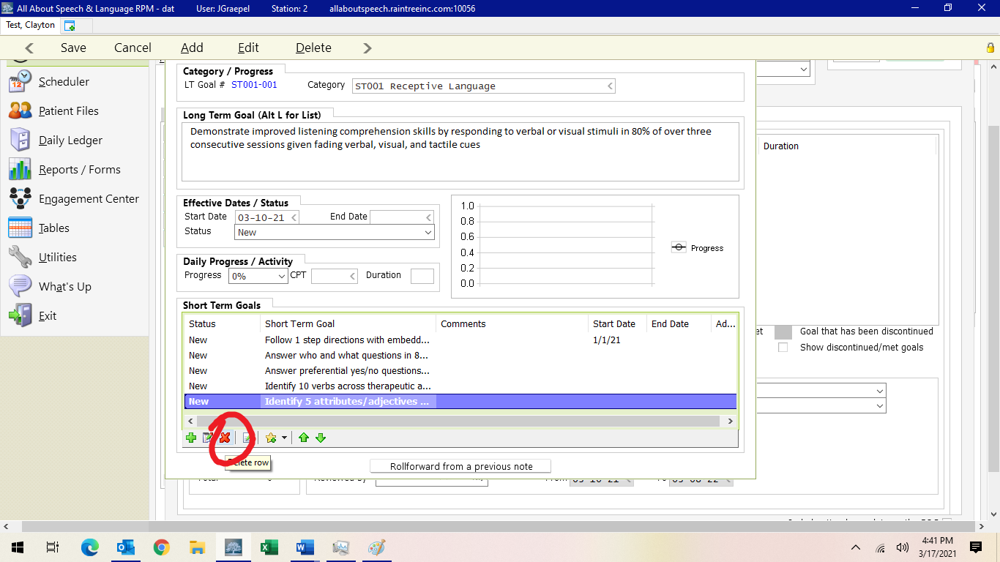 All About Speech & Language RPM - dat User: JGraepel Station: 2 allaboutspeech.raintreeinc.com:10056
Test, Clayton
Save Cancel Add Edit Delete
Scheduler
Patient Files
Daily Ledger
Reports / Forms
Engagement Center
Tables
Utilities
What's Up
Exit
Category / Progress
LT Goal # ST001-001 Category ST001 Receptive Language
Long Term Goal (Alt L for List)
Demonstrate improved listening comprehension skills by responding to verbal or visual stimuli in 80% of over three
consecutive sessions given fading verbal, visual, and tactile cues
Duration
Effective Dates / Status
Start Date 03-10-21 End Date
Status New
1.0
0.8
0.6
0.4
0.2
0.0
Progress
Daily Progress / Activity
Progress 0% CPT Duration
Short Term Goals
Status Short Term Goal Comments Start Date End Date Ad...
New Follow 1 step directions with embedd... 1/1/21
New Answer who and what questions in 8...
New Answer preferential yes/no questions...
New Identify 10 verbs across therapeutic a...
New Identify 5 attributes/adjectives ...
Goal that has been discontinued
Show discontinued/met goals
Delete row
Rollforward from a previous note
4:41 PM
3/17/2021